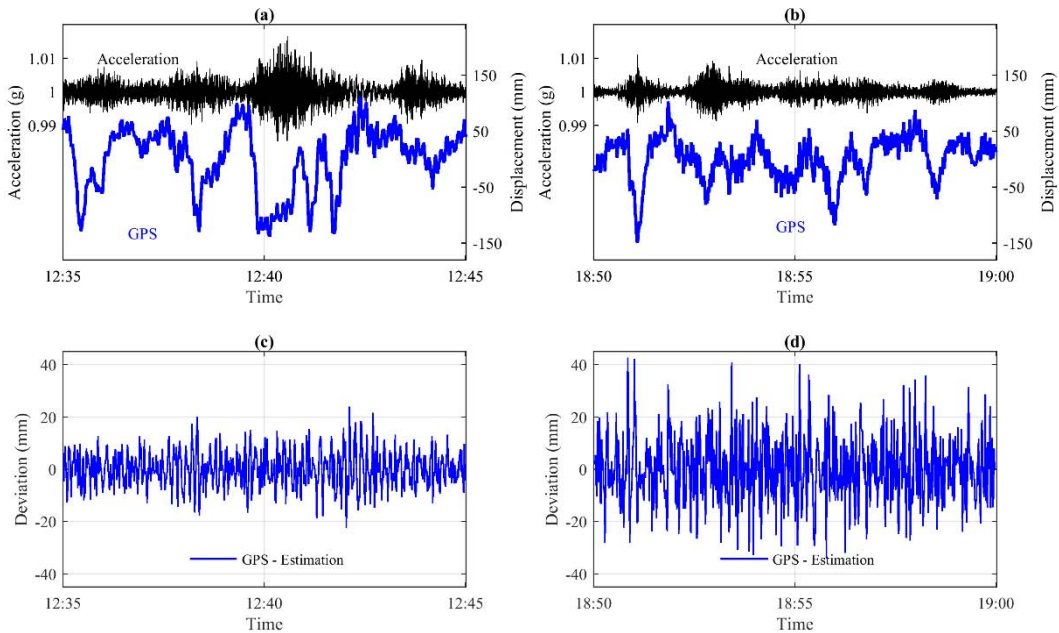 (a)
Acceleration (g)
1.01
1
0.99
Acceleration
GPS
150
50
-50
-150
Displacement (mm)
12:35
12:40
12:45
Time
(b)
Acceleration (g)
1.01
1
0.99
Acceleration
GPS
150
50
-50
-150
Displacement (mm)
18:50
18:55
19:00
Time
(c)
Deviation (mm)
40
20
0
-20
-40
GPS - Estimation
12:35
12:40
12:45
Time
(d)
Deviation (mm)
40
20
0
-20
-40
GPS - Estimation
18:50
18:55
19:00
Time